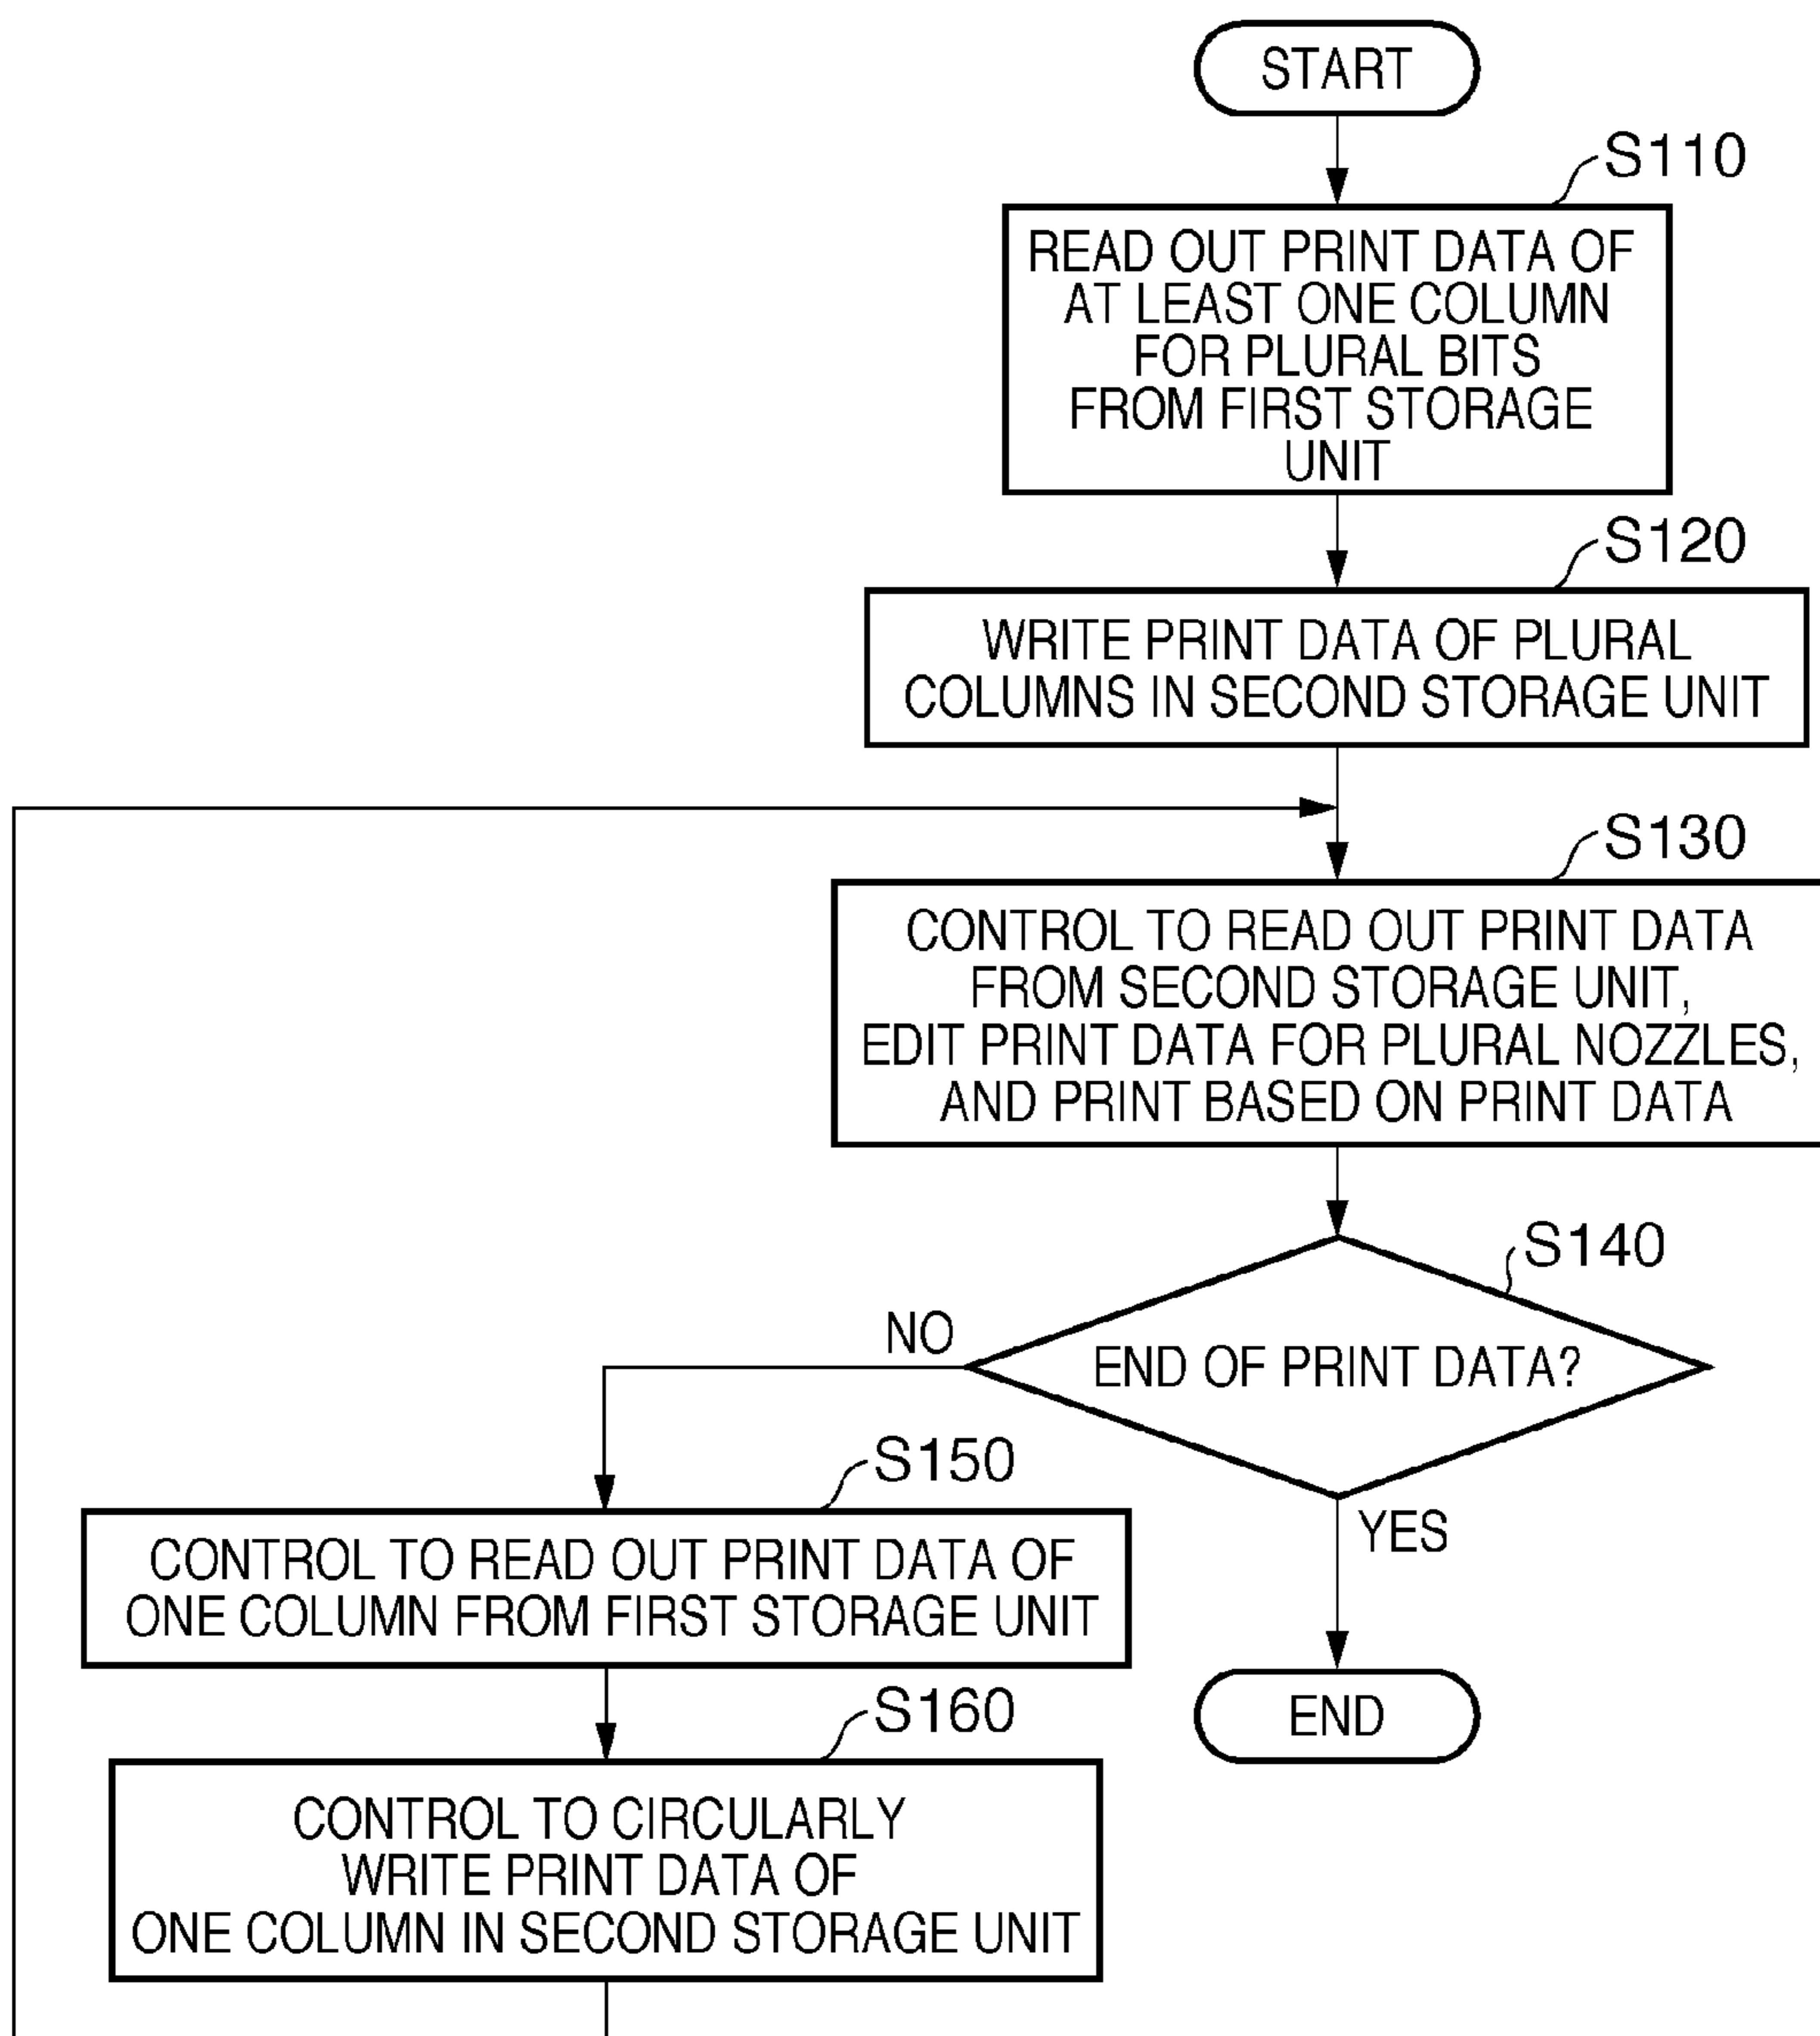 START
S110
READ OUT PRINT DATA OF
AT LEAST ONE COLUMN
FOR PLURAL BITS
FROM FIRST STORAGE
UNIT
S120
WRITE PRINT DATA OF PLURAL
COLUMNS IN SECOND STORAGE UNIT
S130
CONTROL TO READ OUT PRINT DATA
FROM SECOND STORAGE UNIT,
EDIT PRINT DATA FOR PLURAL NOZZLES,
AND PRINT BASED ON PRINT DATA
S140
NO
END OF PRINT DATA?
YES
S150
CONTROL TO READ OUT PRINT DATA OF
ONE COLUMN FROM FIRST STORAGE UNIT
S160
CONTROL TO CIRCULARLY
WRITE PRINT DATA OF
ONE COLUMN IN SECOND STORAGE UNIT
END